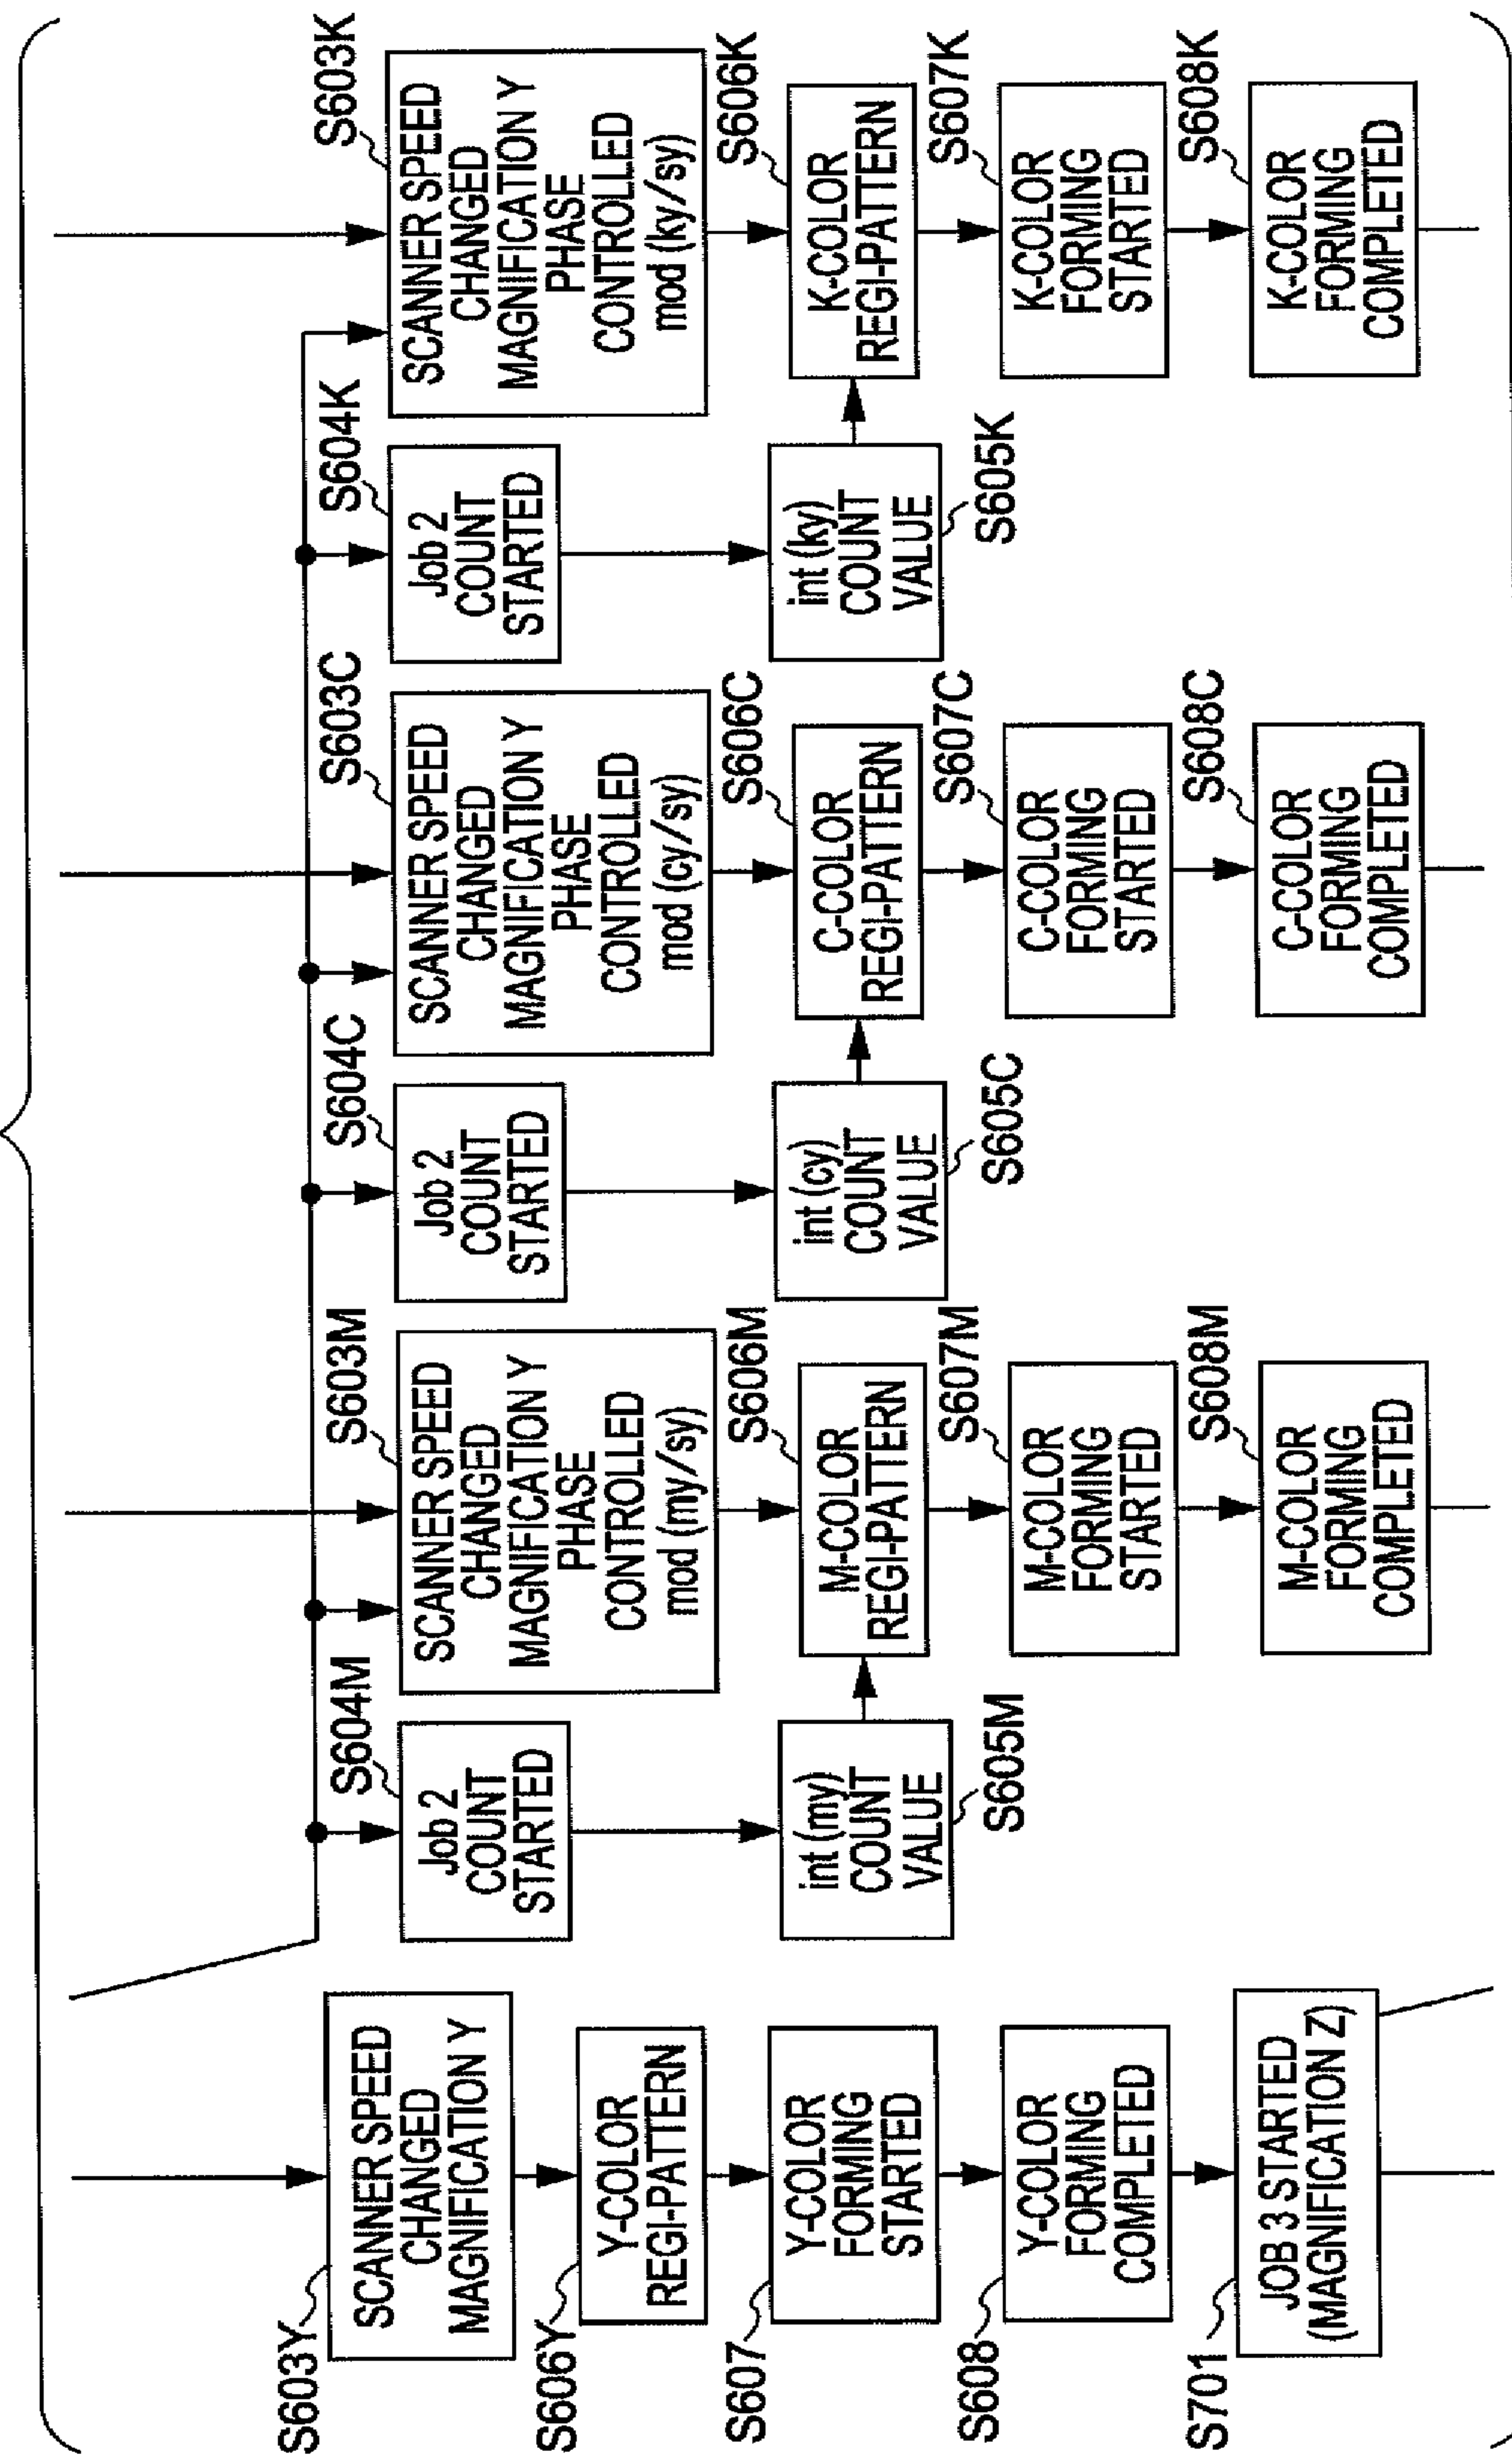 S603Y
SCANNER SPEED
CHANGED
MAGNIFICATION Y
S606Y
Y-COLOR
REGI-PATTERN
S607
Y-COLOR
FORMING
STARTED
S608
Y-COLOR
FORMING
COMPLETED
S701
JOB 3 STARTED
(MAGNIFICATION Z)
S604M
Job 2
COUNT
STARTED
S603M
SCANNER SPEED
CHANGED
MAGNIFICATION Y
PHASE
CONTROLLED
mod (my/sy)
int (my)
COUNT
VALUE
S605M
S606M
M-COLOR
REGI-PATTERN
S607M
M-COLOR
FORMING
STARTED
S608M
M-COLOR
FORMING
COMPLETED
S604C
Job 2
COUNT
STARTED
S603C
SCANNER SPEED
CHANGED
MAGNIFICATION Y
PHASE
CONTROLLED
mod (cy/sy)
int (cy)
COUNT
VALUE
S605C
S606C
C-COLOR
REGI-PATTERN
S607C
C-COLOR
FORMING
STARTED
S608C
C-COLOR
FORMING
COMPLETED
S604K
Job 2
COUNT
STARTED
S603K
SCANNER SPEED
CHANGED
MAGNIFICATION Y
PHASE
CONTROLLED
mod (ky/sy)
int (ky)
COUNT
VALUE
S605K
S606K
K-COLOR
REGI-PATTERN
S607K
K-COLOR
FORMING
STARTED
S608K
K-COLOR
FORMING
COMPLETED